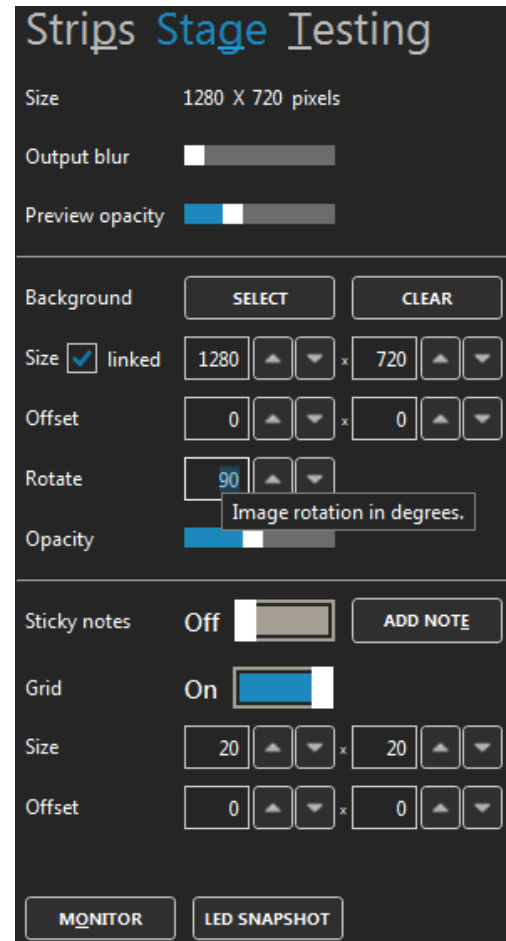 Strips Stage Testing
Size 1280 X 720 pixels
Output blur
Preview opacity
Background SELECT CLEAR
Size linked 1280 x 720
Offset 0 x 0
Rotate 90
Image rotation in degrees.
Opacity
Sticky notes Off ADD NOTE
Grid On
Size 20 x 20
Offset 0 x 0
MONITOR LED SNAPSHOT